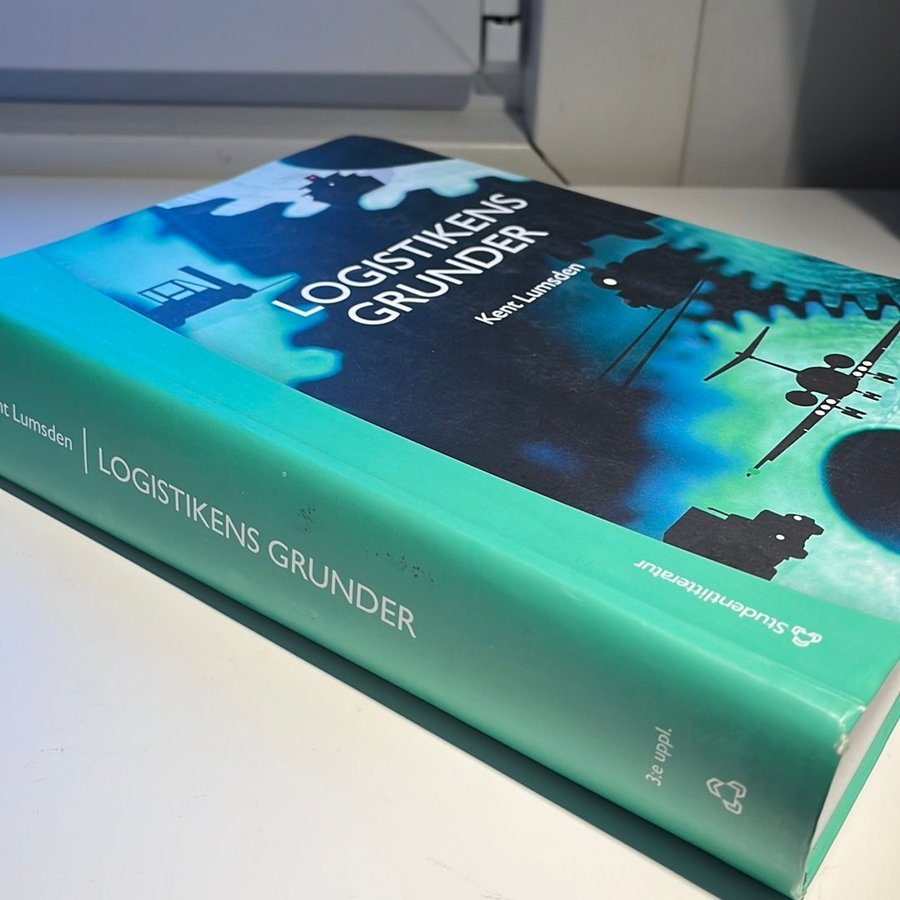 LOGISTIKENS
GRUNDER
Kent Lumsden
Studentlitteratur
nt Lumsden | LOGISTIKENS GRUNDER
3:e uppl.